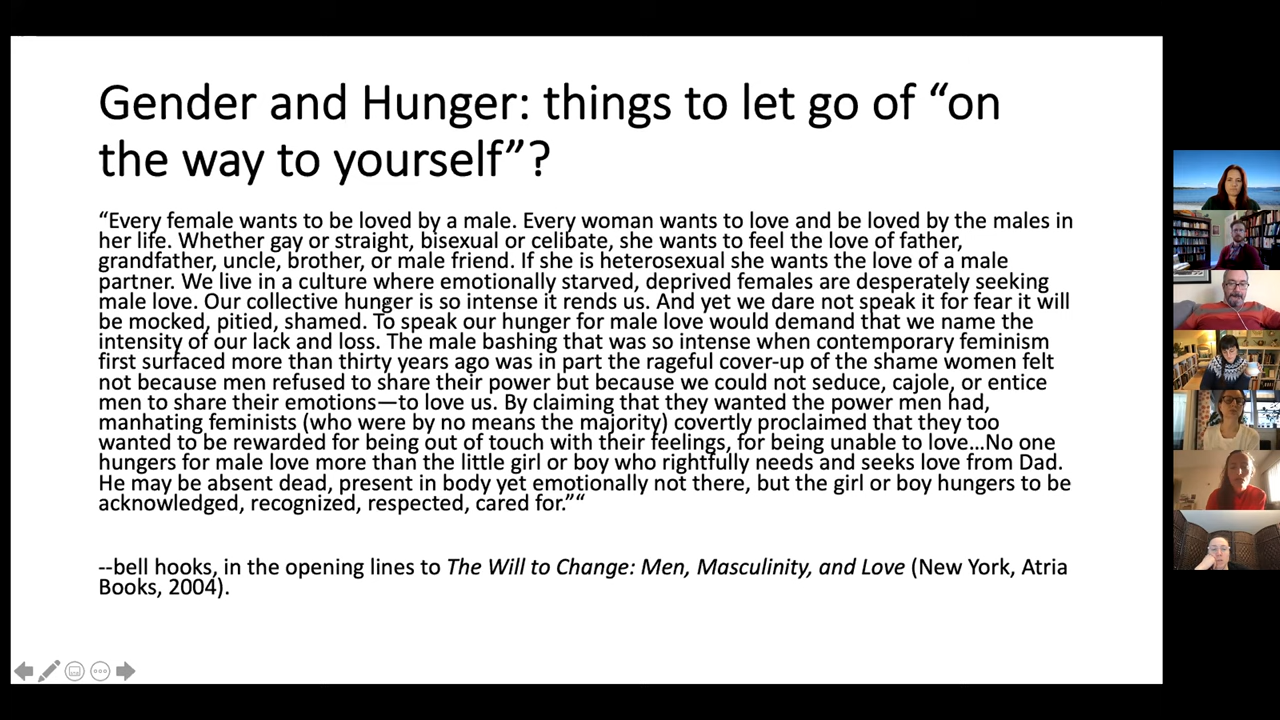 Gender and Hunger: things to let go of “on
the way to yourself”?
“Every female wants to be loved by a male. Every woman wants to love and be loved by the males in
her life. Whether gay or straight, bisexual or celibate, she wants to feel the love of father,
grandfather, uncle, brother, or male friend. If she is heterosexual she wants the love of a male
partner. We live in a culture where emotionally starved, deprived females are desperately seeking
male love. Our collective hunger is so intense it rends us. And yet we dare not speak it for fear it will
be mocked, pitied, shamed. To speak our hunger for male love would demand that we name the
intensity of our lack and loss. The male bashing that was so intense when contemporary feminism
first surfaced more than thirty years ago was in part the rageful cover-up of the shame women felt
not because men refused to share their power but because we could not seduce, cajole, or entice
men to share their emotions—to love us. By claiming that they wanted the power men had,
manhating feminists (who were by no means the majority) covertly proclaimed that they too
wanted to be rewarded for being out of touch with their feelings, for being unable to love…No one
hungers for male love more than the little girl or boy who rightfully needs and seeks love from Dad.
He may be absent dead, present in body yet emotionally not there, but the girl or boy hungers to be
acknowledged, recognized, respected, cared for.”“
--bell hooks, in the opening lines to The Will to Change: Men, Masculinity, and Love (New York, Atria
Books, 2004).